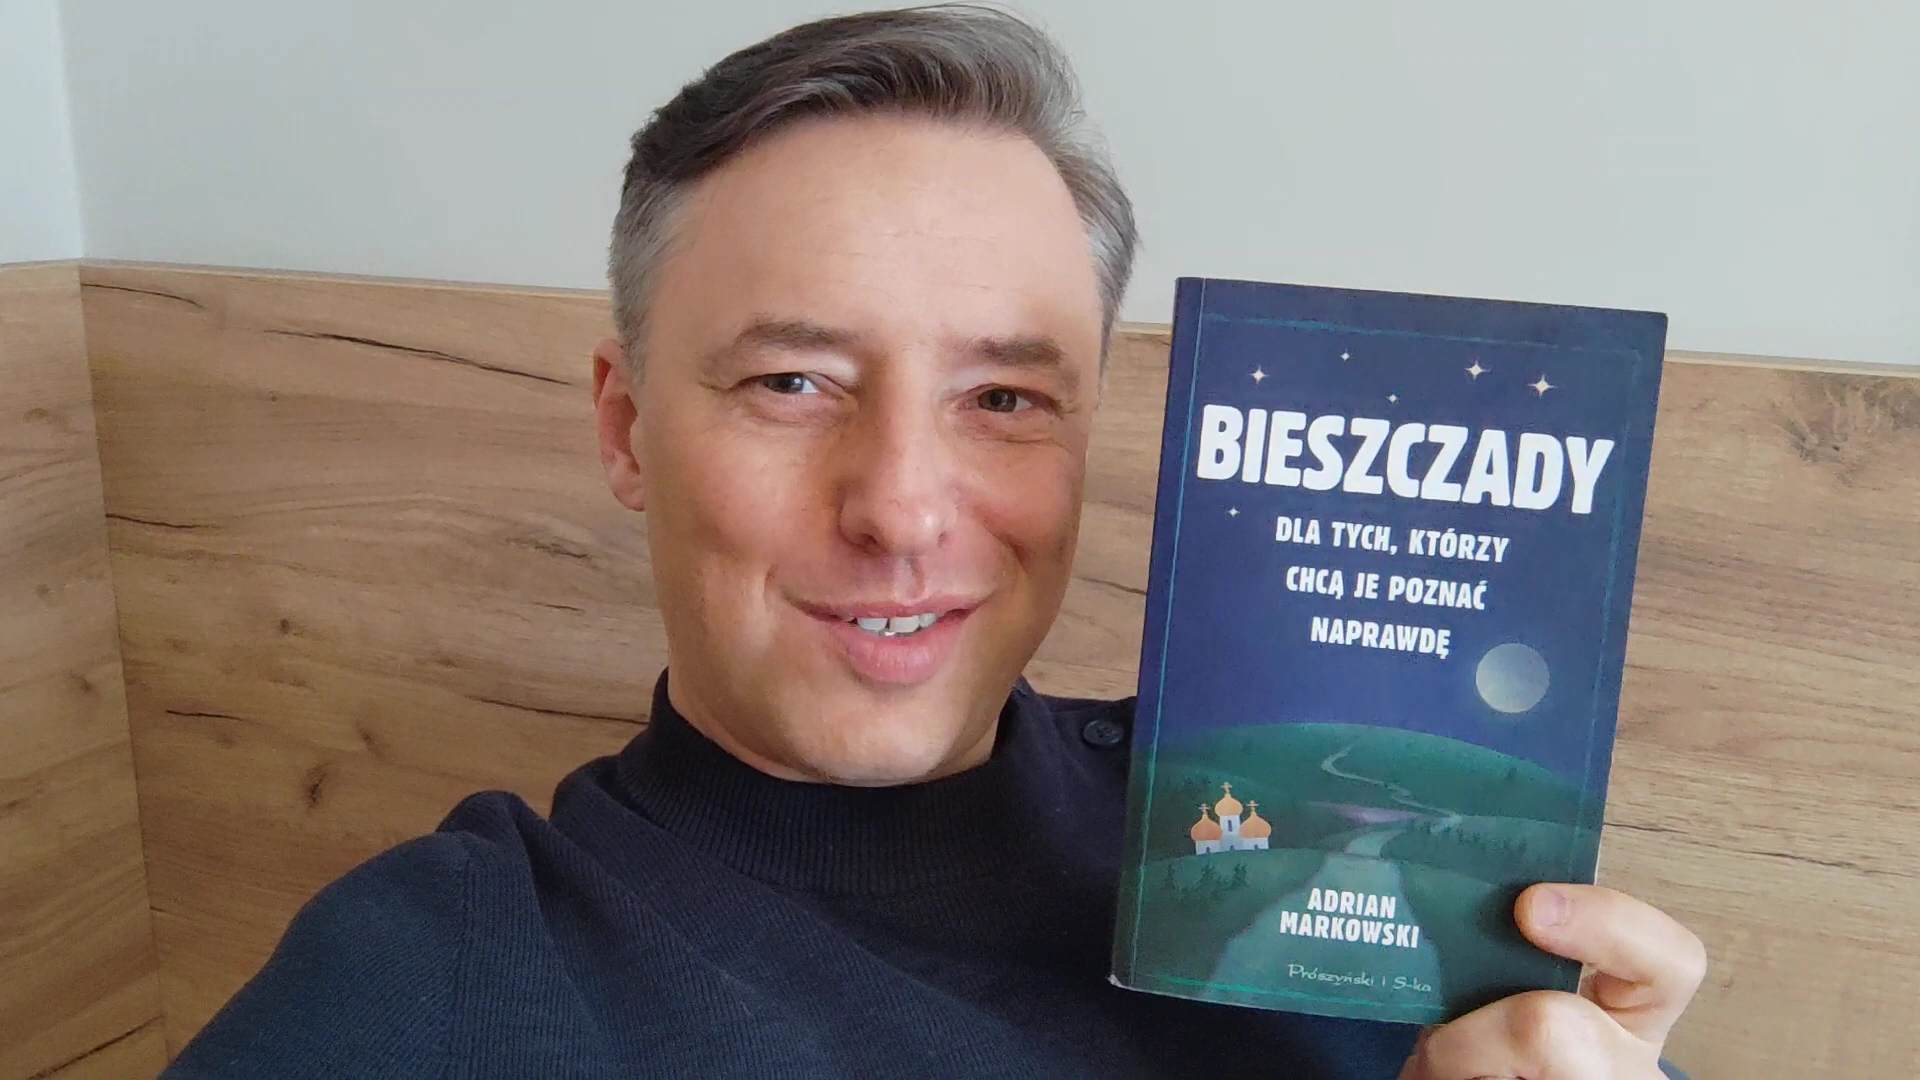 BIESZCZADY
DLA TYCH, KTÓRZY
CHCĄ JE POZNAĆ
NAPRAWDĘ
ADRIAN
MARKOWSKI
Prószyński i S-ka